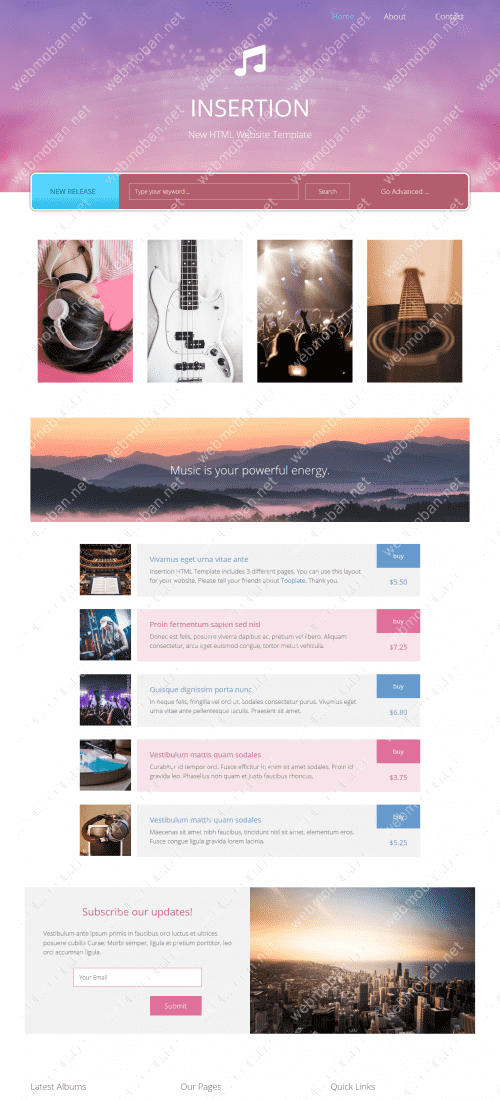 Home About Contact
INSERTION
New HTML Website Template
NEW RELEASE Type your keyword ... Search Go Advanced ...
Music is your powerful energy.
Vivamus eget urna vitae ante
buy
Insertion HTML Template includes 3 different pages. You can use this layout
for your website. Please tell your friends about Tooplate. Thank you.
$5.50
Proin fermentum sapien sed nisl
buy
Donec est felis, posuere viverra dapibus ac, pretium vel libero. Aliquam
consectetur, arcu eget euismod congue, tortor metus vehicula.
$7.25
Quisque dignissim porta nunc
buy
In neque felis, fringilla vel orci ut, sodales consectetur purus. Vivamus eget
urna vitae ante pellentesque iaculis. Praesent sit amet.
$6.80
Vestibulum mattis quam sodales
buy
Curabitur id tempor orci. Fusce efficitur in enim sit amet sodales. Proin id
gravida leo. Phasellus non quam et justo faucibus rhoncus.
$3.75
Vestibulum mattis quam sodales
buy
Maecenas sit amet nibh faucibus, tincidunt nisl sit amet, elementum eros.
Fusce congue ligula gravida lorem lacinia.
$5.25
Subscribe our updates!
Vestibulum ante ipsum primis in faucibus orci luctus et ultrices
posuere cubilia Curae; Morbi semper, ligula et pretium porttitor, leo
orci accumsan ligula.
Your Email
Submit
Latest Albums Our Pages Quick Links
webmoban.net